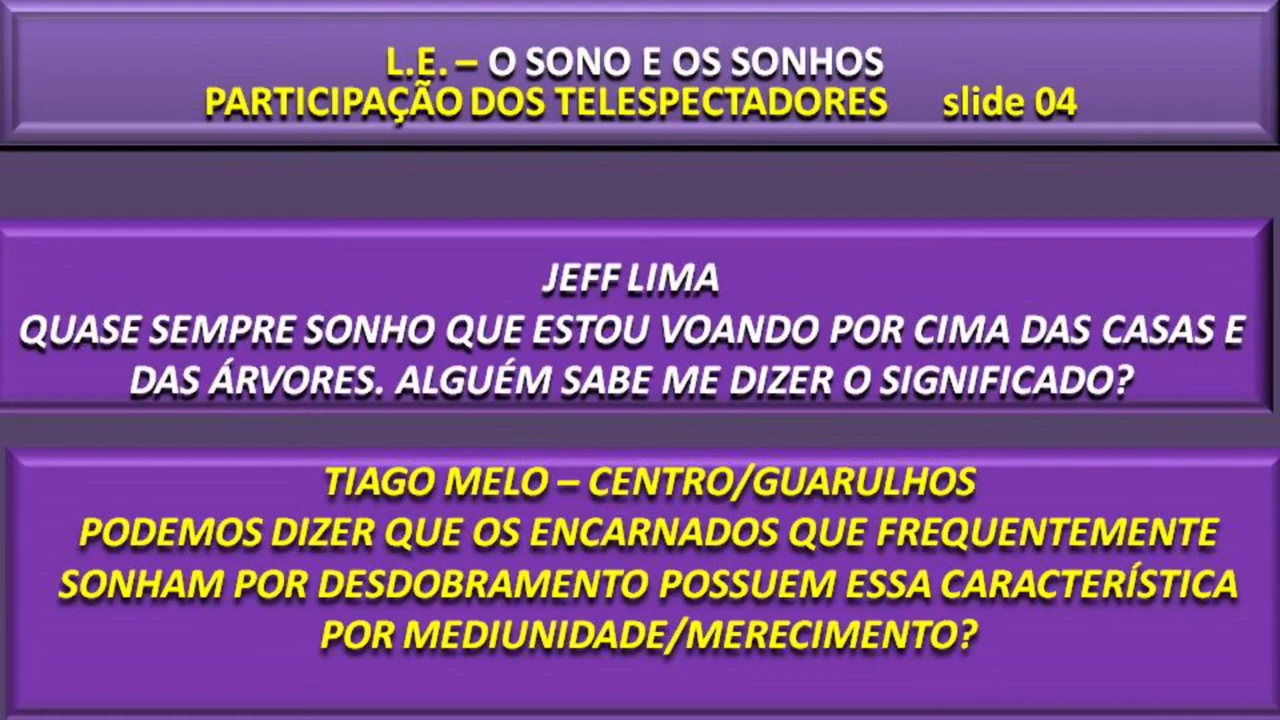 L.E. – O SONO E OS SONHOS
PARTICIPAÇÃO DOS TELESPECTADORES slide 04
JEFF LIMA
QUASE SEMPRE SONHO QUE ESTOU VOANDO POR CIMA DAS CASAS E
DAS ÁRVORES. ALGUÉM SABE ME DIZER O SIGNIFICADO?
TIAGO MELO – CENTRO/GUARULHOS
PODEMOS DIZER QUE OS ENCARNADOS QUE FREQUENTEMENTE
SONHAM POR DESDOBRAMENTO POSSUEM ESSA CARACTERÍSTICA
POR MEDIUNIDADE/MERECIMENTO?